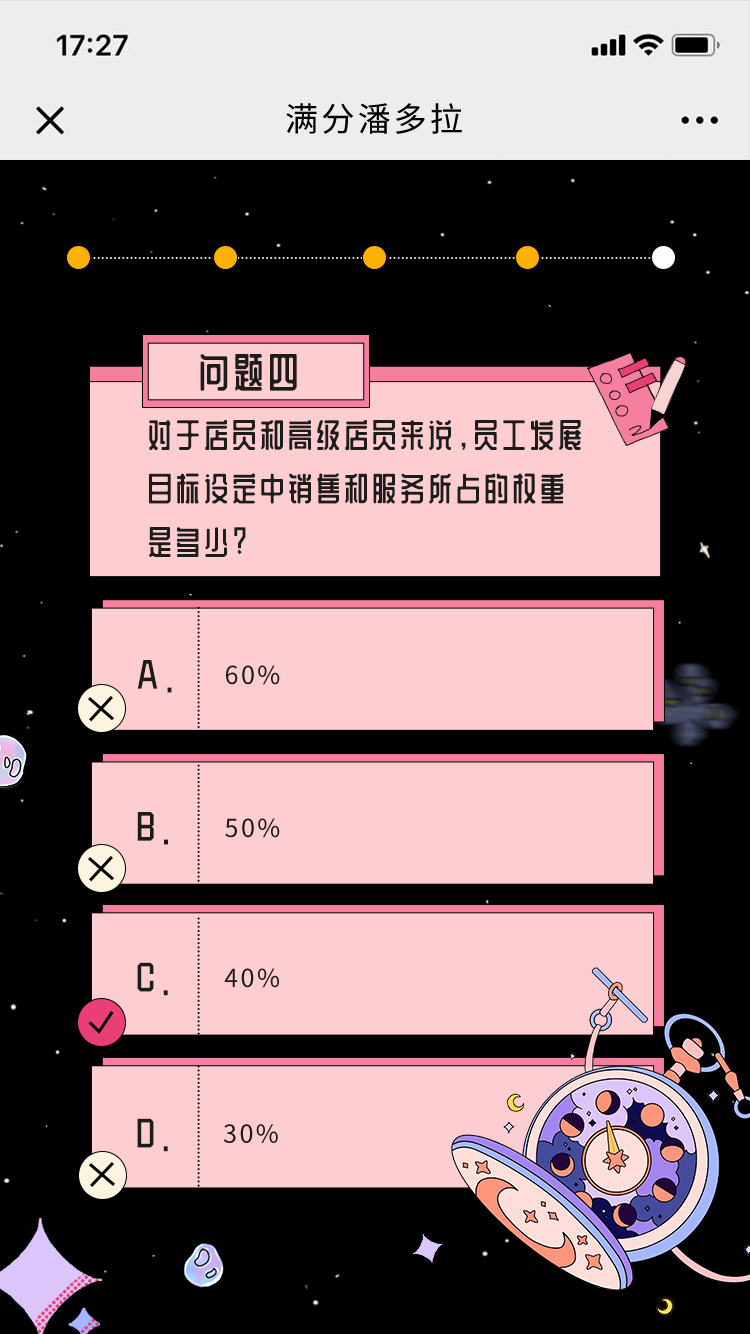 17:27
满分潘多拉
问题四
对于店员和高级店员来说,员工发展
目标设定中销售和服务所占的权重
是多少?
A. 60%
B. 50%
C. 40%
D. 30%